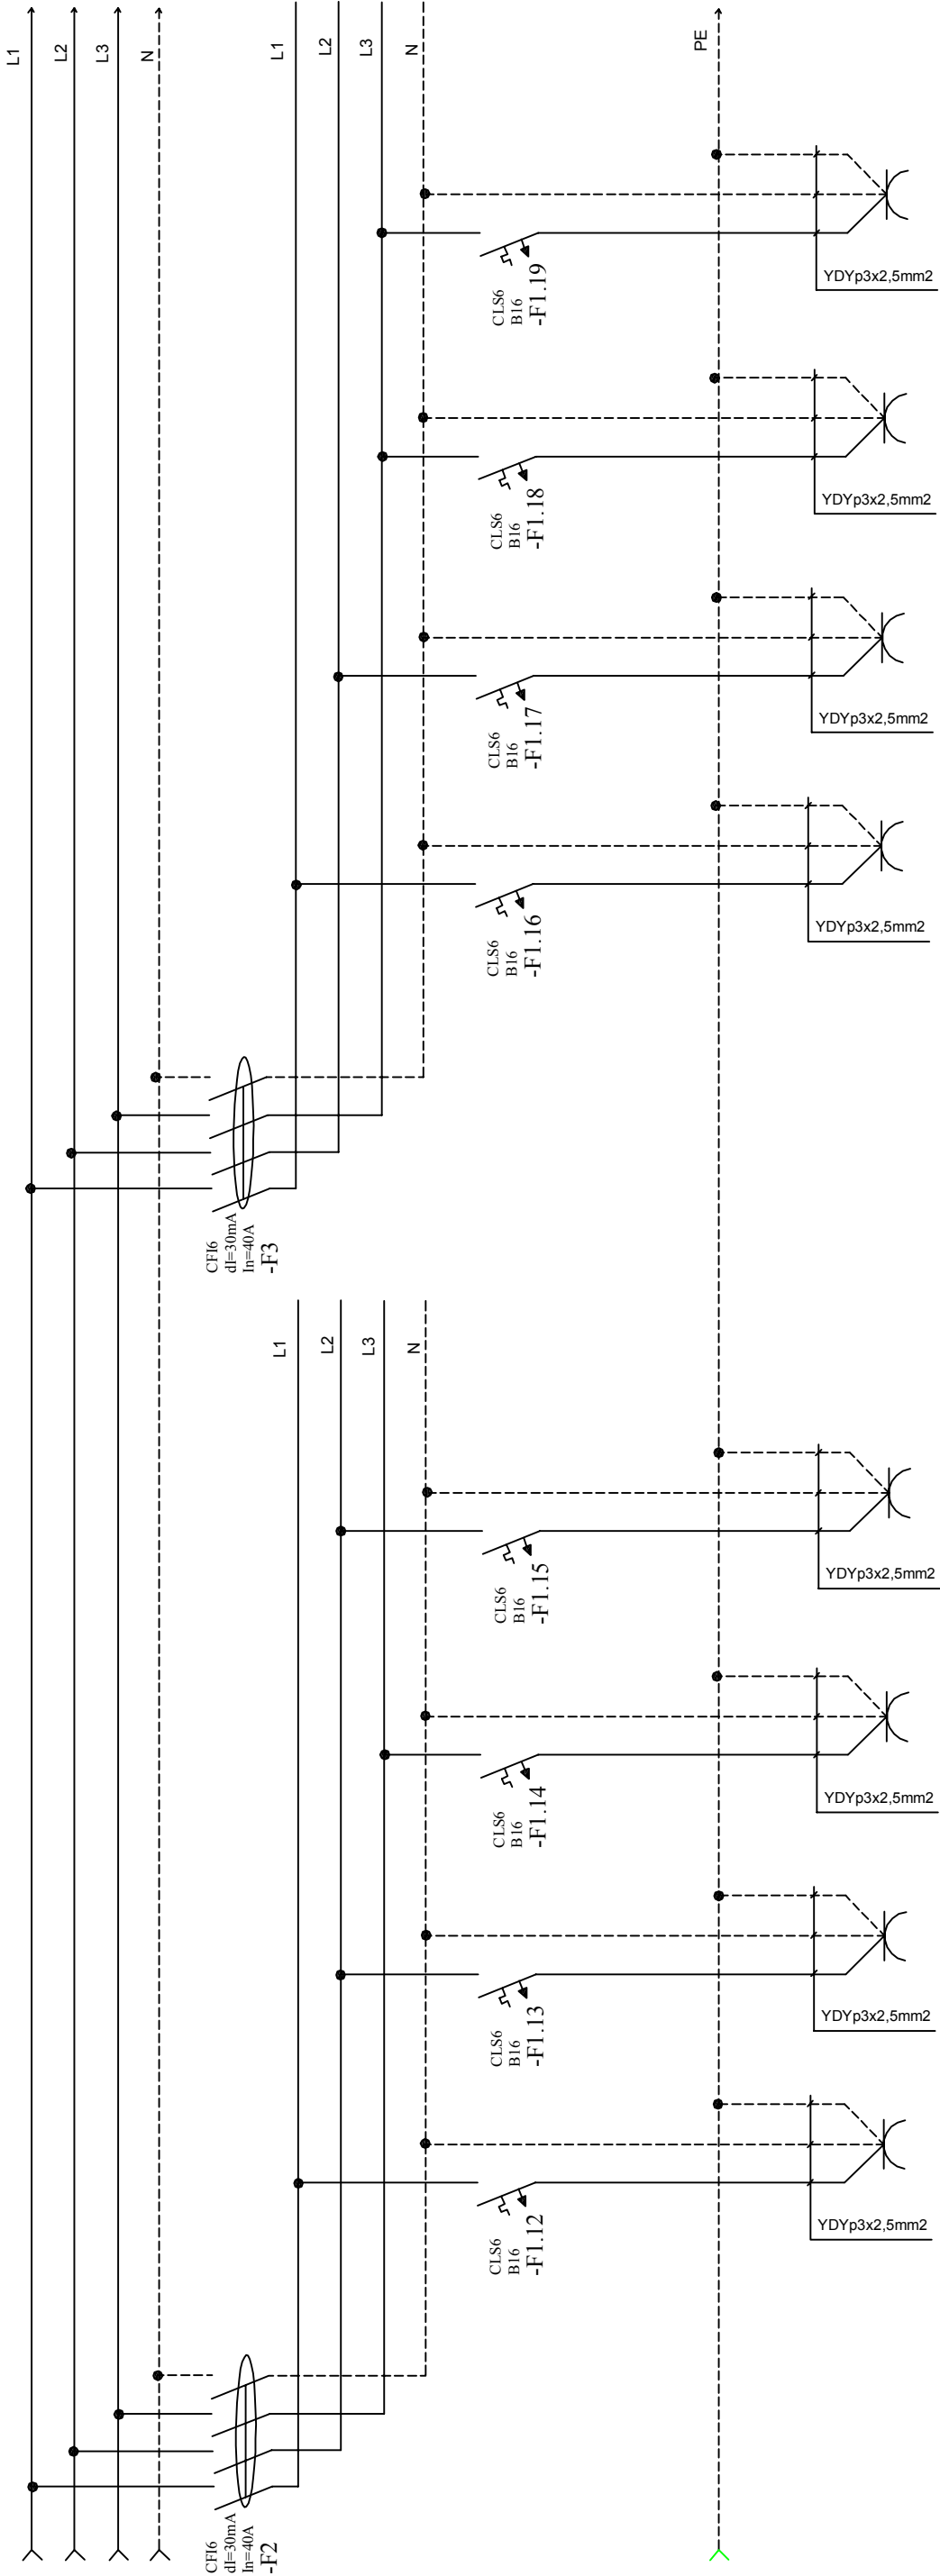 L1
L2
L3
N
L1
L2
L3
N
PE
CLS6
B16
-F1.19
YDYp3x2,5mm2
CLS6
B16
-F1.18
YDYp3x2,5mm2
CLS6
B16
-F1.17
YDYp3x2,5mm2
CLS6
B16
-F1.16
YDYp3x2,5mm2
CFI6
dI=30mA
In=40A
-F3
L1
L2
L3
N
CLS6
B16
-F1.15
YDYp3x2,5mm2
CLS6
B16
-F1.14
YDYp3x2,5mm2
CLS6
B16
-F1.13
YDYp3x2,5mm2
CLS6
B16
-F1.12
YDYp3x2,5mm2
CFI6
dI=30mA
In=40A
-F2